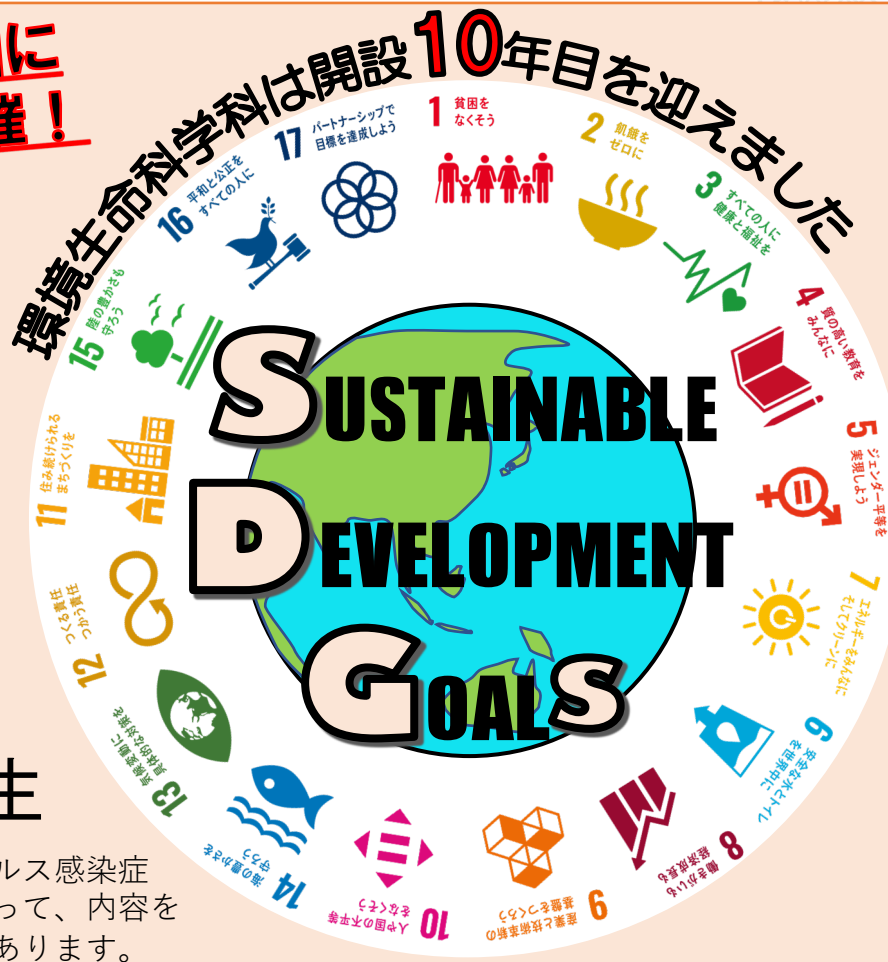 に
催！
環境生命科学科は開設10年目を迎えました
1 貧困を
なくそう
2 飢餓を
ゼロに
3 すべての人に
健康と福祉を
4 質の高い教育を
みんなに
5 ジェンダー平等を
実現しよう
7 エネルギーをみんなに
そしてクリーンに
6 安全な水とトイレ
を世界中に
8 働きがいも
経済成長も
9 産業と技術革新の
基盤をつくろう
10 人や国の不平等
をなくそう
14 海の豊かさを
守ろう
13 気候変動に
具体的な対策を
12 つくる責任
つかう責任
11 住み続けられる
まちづくりを
15 陸の豊かさも
守ろう
16 平和と公正を
すべての人に
17 パートナーシップで
目標を達成しよう
SUSTAINABLE
DEVELOPMENT
GOALS
生
ルス感染症
って、内容を
あります。